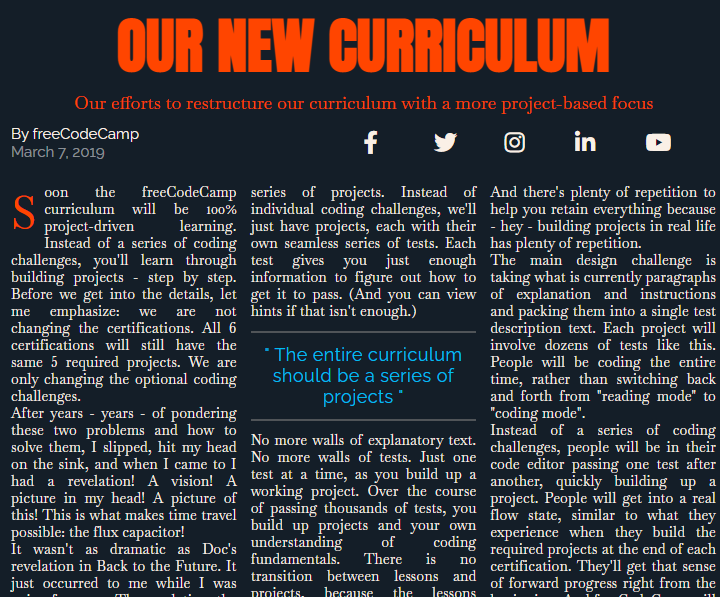 OUR NEW CURRICULUM
Our efforts to restructure our curriculum with a more project-based focus
By freeCodeCamp
March 7, 2019
Soon the freeCodeCamp
curriculum will be 100%
project-driven learning.
Instead of a series of coding
challenges, you'll learn through
building projects - step by step.
Before we get into the details, let
me emphasize: we are not
changing the certifications. All 6
certifications will still have the
same 5 required projects. We are
only changing the optional coding
challenges.
After years - years - of pondering
these two problems and how to
solve them, I slipped, hit my head
on the sink, and when I came to I
had a revelation! A vision! A
picture in my head! A picture of
this! This is what makes time travel
possible: the flux capacitor!
It wasn't as dramatic as Doc's
revelation in Back to the Future. It
just occurred to me while I was
series of projects. Instead of
individual coding challenges, we'll
just have projects, each with their
own seamless series of tests. Each
test gives you just enough
information to figure out how to
get it to pass. (And you can view
hints if that isn't enough.)
" The entire curriculum
should be a series of
projects "
No more walls of explanatory text.
No more walls of tests. Just one
test at a time, as you build up a
working project. Over the course
of passing thousands of tests, you
build up projects and your own
understanding of coding
fundamentals. There is no
transition between lessons and
projects, because the lessons
And there's plenty of repetition to
help you retain everything because
- hey - building projects in real life
has plenty of repetition.
The main design challenge is
taking what is currently paragraphs
of explanation and instructions
and packing them into a single test
description text. Each project will
involve dozens of tests like this.
People will be coding the entire
time, rather than switching back
and forth from "reading mode" to
"coding mode".
Instead of a series of coding
challenges, people will be in their
code editor passing one test after
another, quickly building up a
project. People will get into a real
flow state, similar to what they
experience when they build the
required projects at the end of each
certification. They'll get that sense
of forward progress right from the